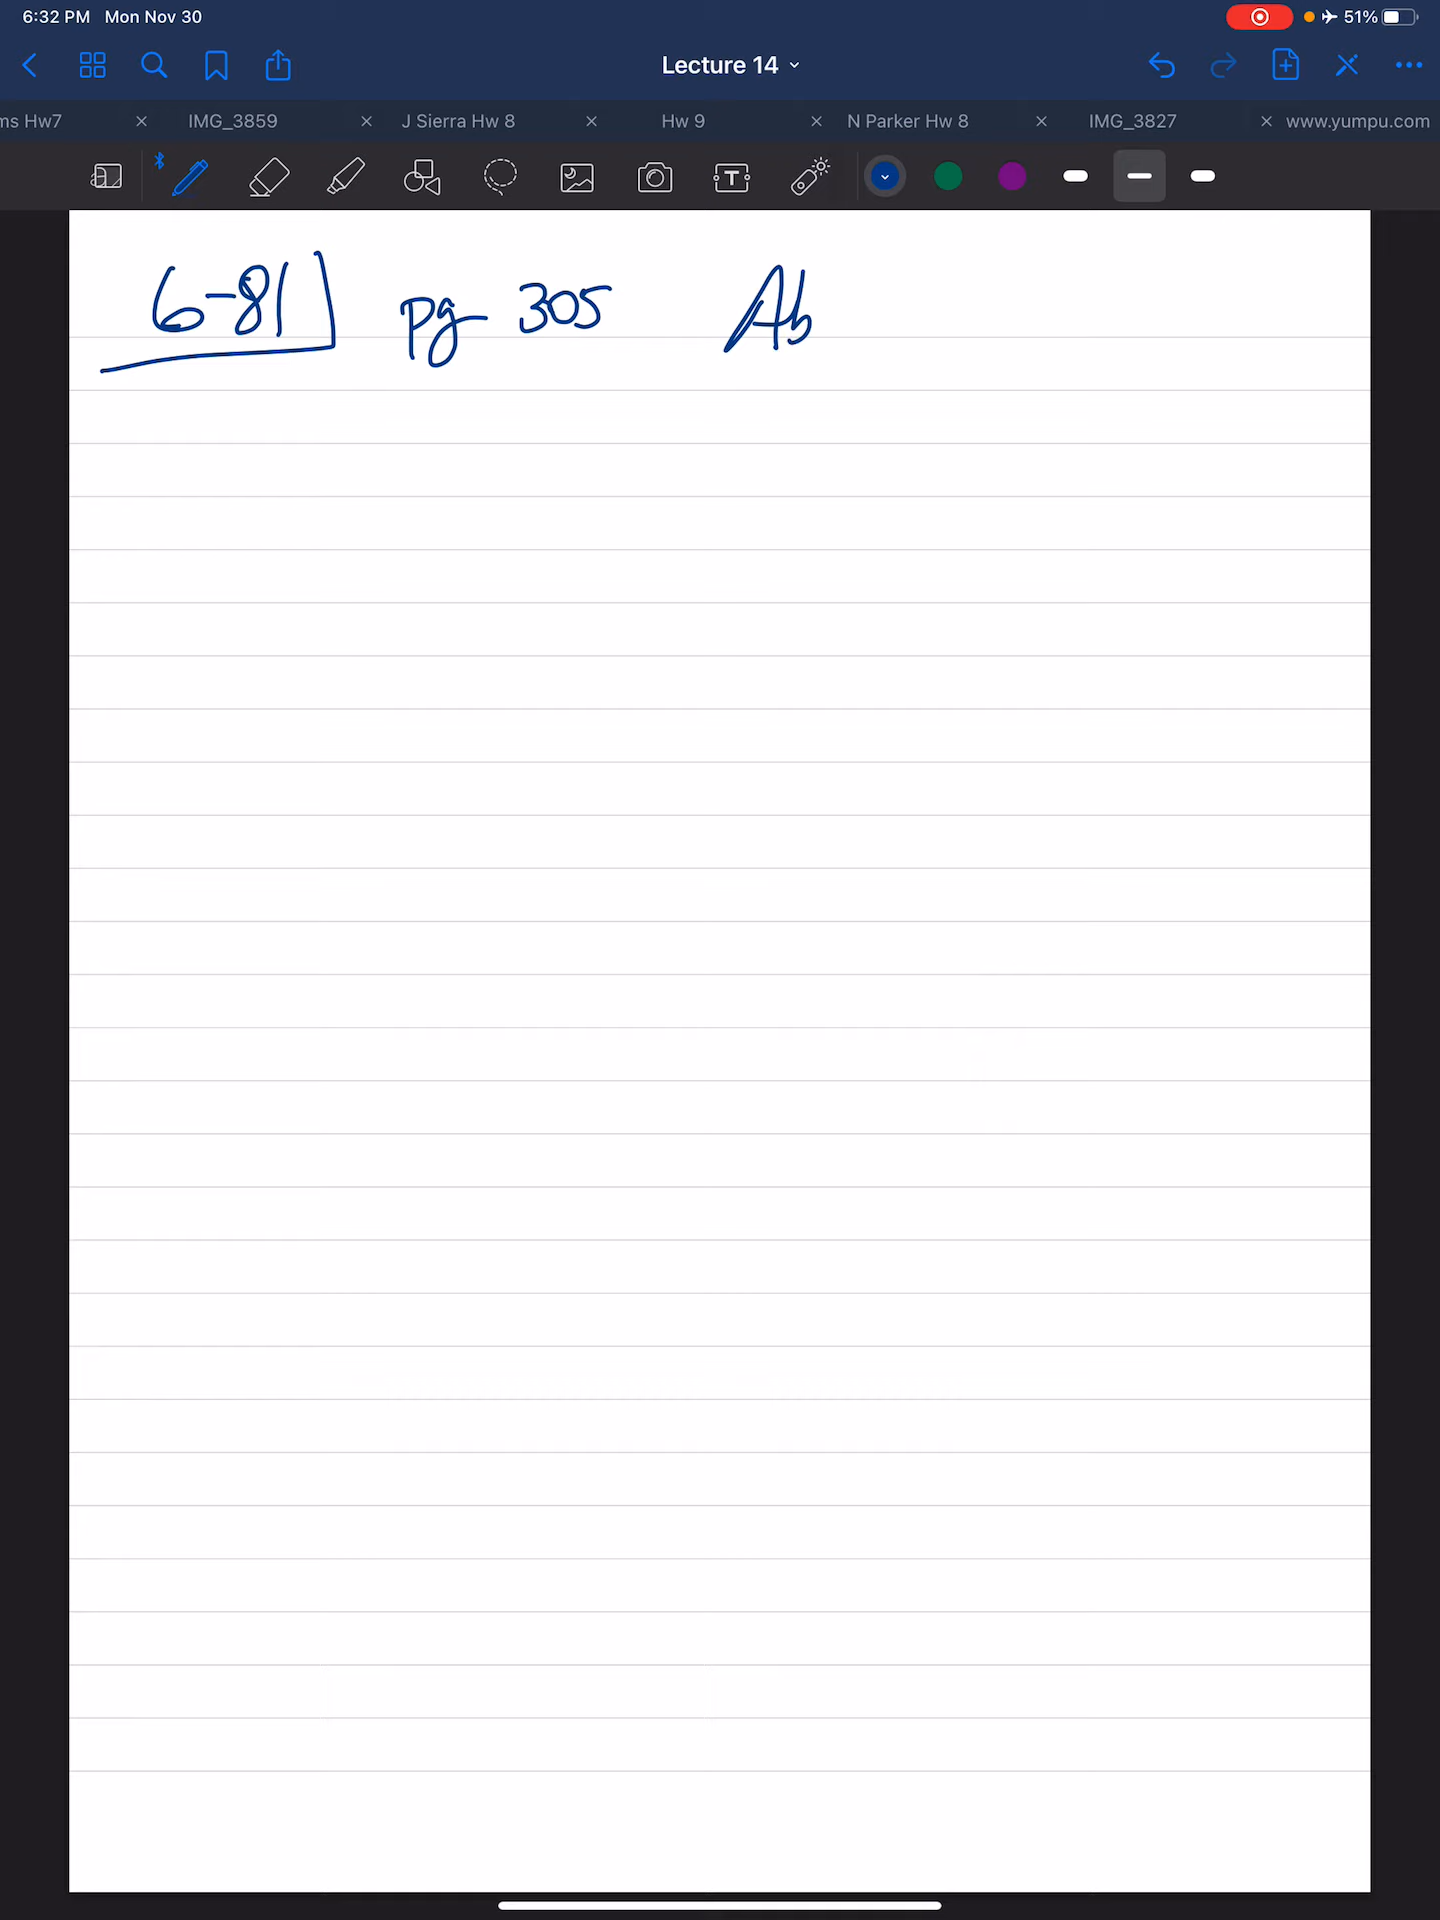 6:32 PM Mon Nov 30 51%
Lecture 14
ms Hw7 IMG_3859 J Sierra Hw 8 Hw 9 N Parker Hw 8 IMG_3827 www.yumpu.com
T
6-81 pg 305 Ab